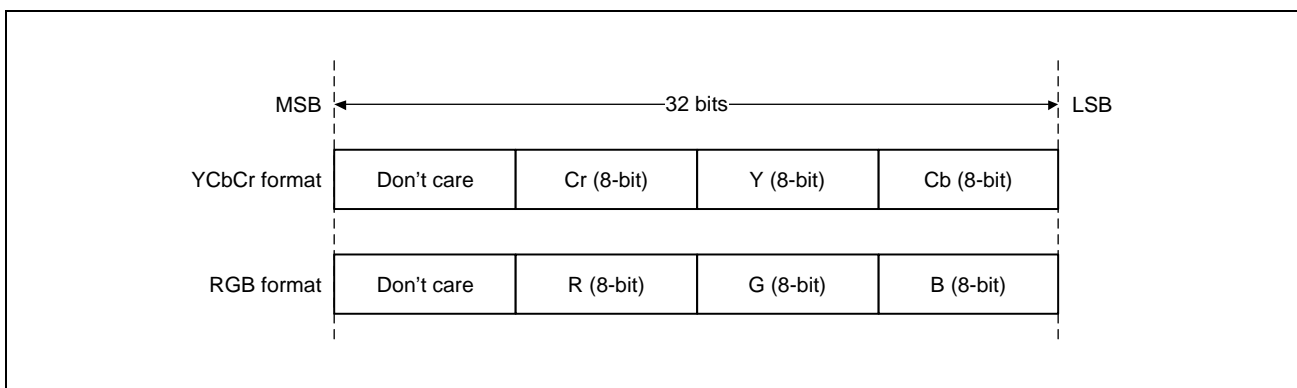 MSB 32 bits LSB
YCbCr format Don't care Cr (8-bit) Y (8-bit) Cb (8-bit)
RGB format Don't care R (8-bit) G (8-bit) B (8-bit)